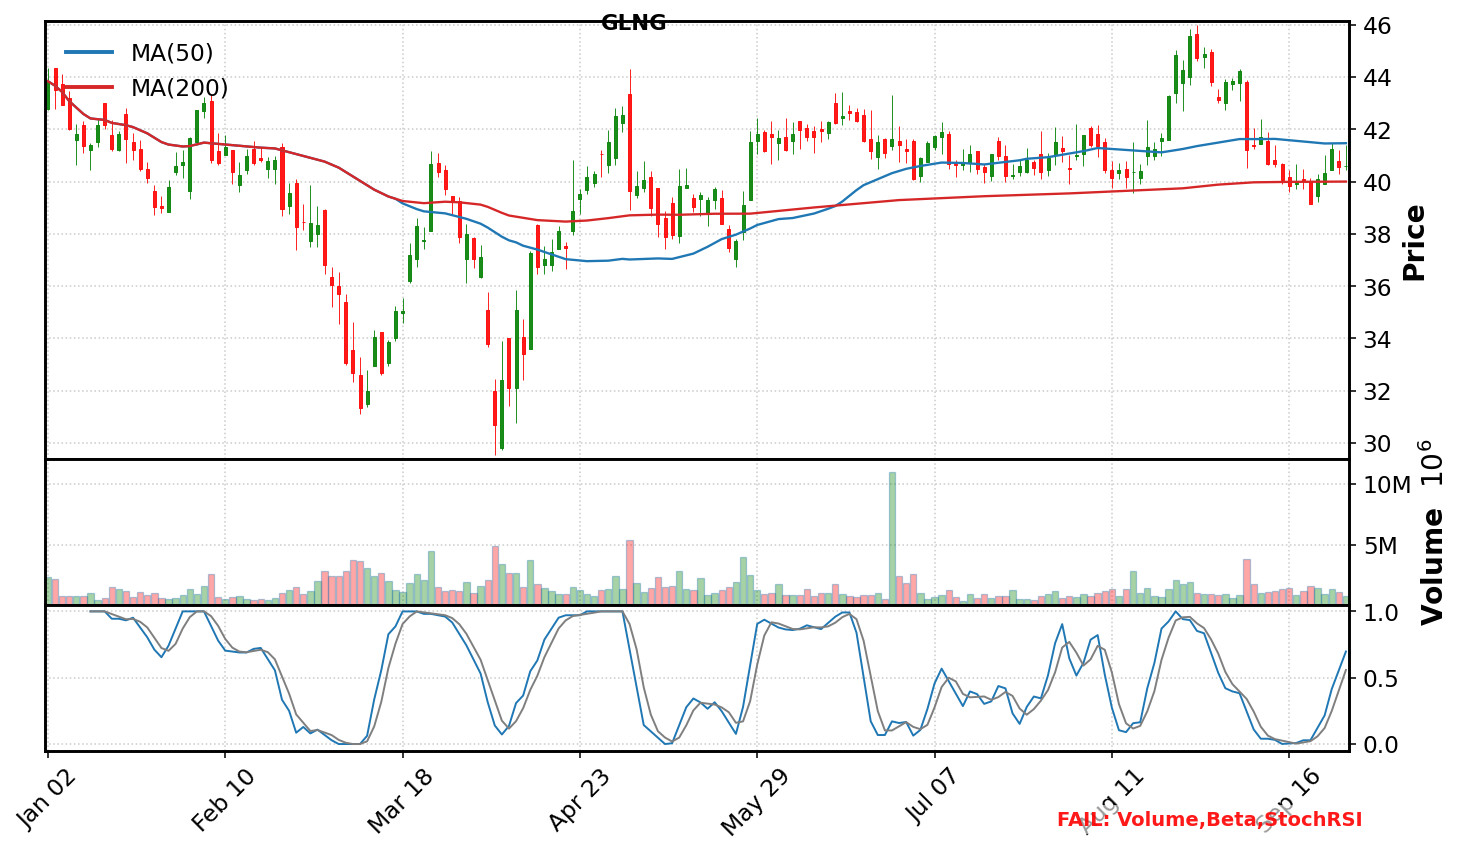 GLNG
MA(50)
MA(200)
46
44
42
40
38
36
34
32
30
Price
10M
5M
Volume 10^6
1.0
0.5
0.0
Jan 02
Feb 10
Mar 18
Apr 23
May 29
Jul 07
Aug 11
Sep 16
FAIL: Volume,Beta,StochRSI